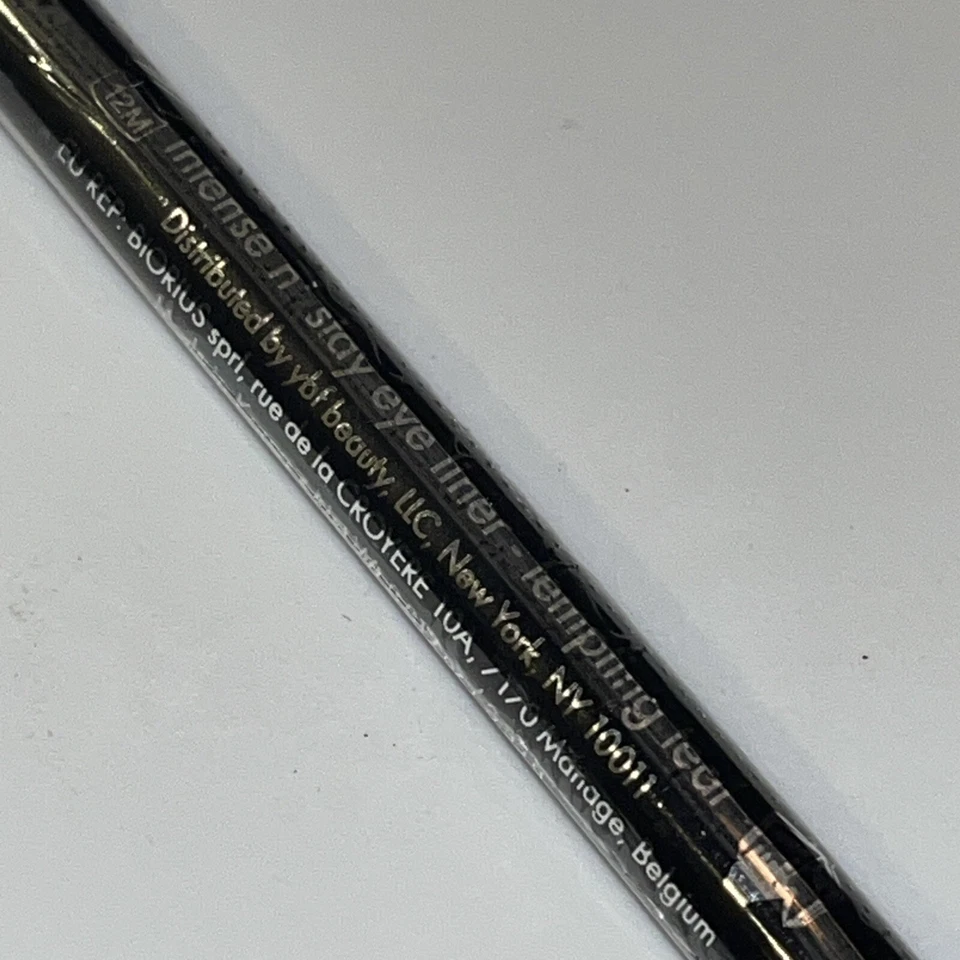 12M intense n' stay eye liner - Tempting Teal
Distributed by ybf beauty, LLC, New York, NY 10011
EU REP: BIORIUS sprl, rue de la CROYERE 10A, 7170 Manage, Belgium